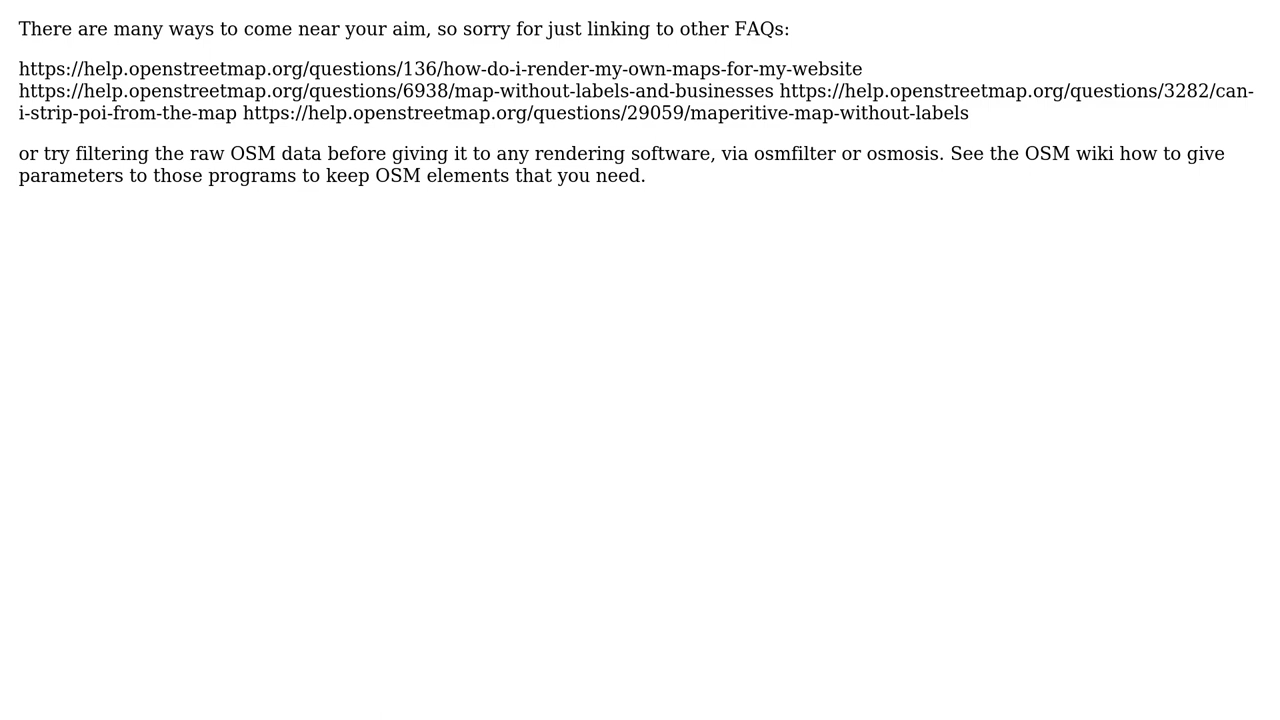 There are many ways to come near your aim, so sorry for just linking to other FAQs:
https://help.openstreetmap.org/questions/136/how-do-i-render-my-own-maps-for-my-website
https://help.openstreetmap.org/questions/6938/map-without-labels-and-businesses https://help.openstreetmap.org/questions/3282/can-
i-strip-poi-from-the-map https://help.openstreetmap.org/questions/29059/maperitive-map-without-labels
or try filtering the raw OSM data before giving it to any rendering software, via osmfilter or osmosis. See the OSM wiki how to give
parameters to those programs to keep OSM elements that you need.